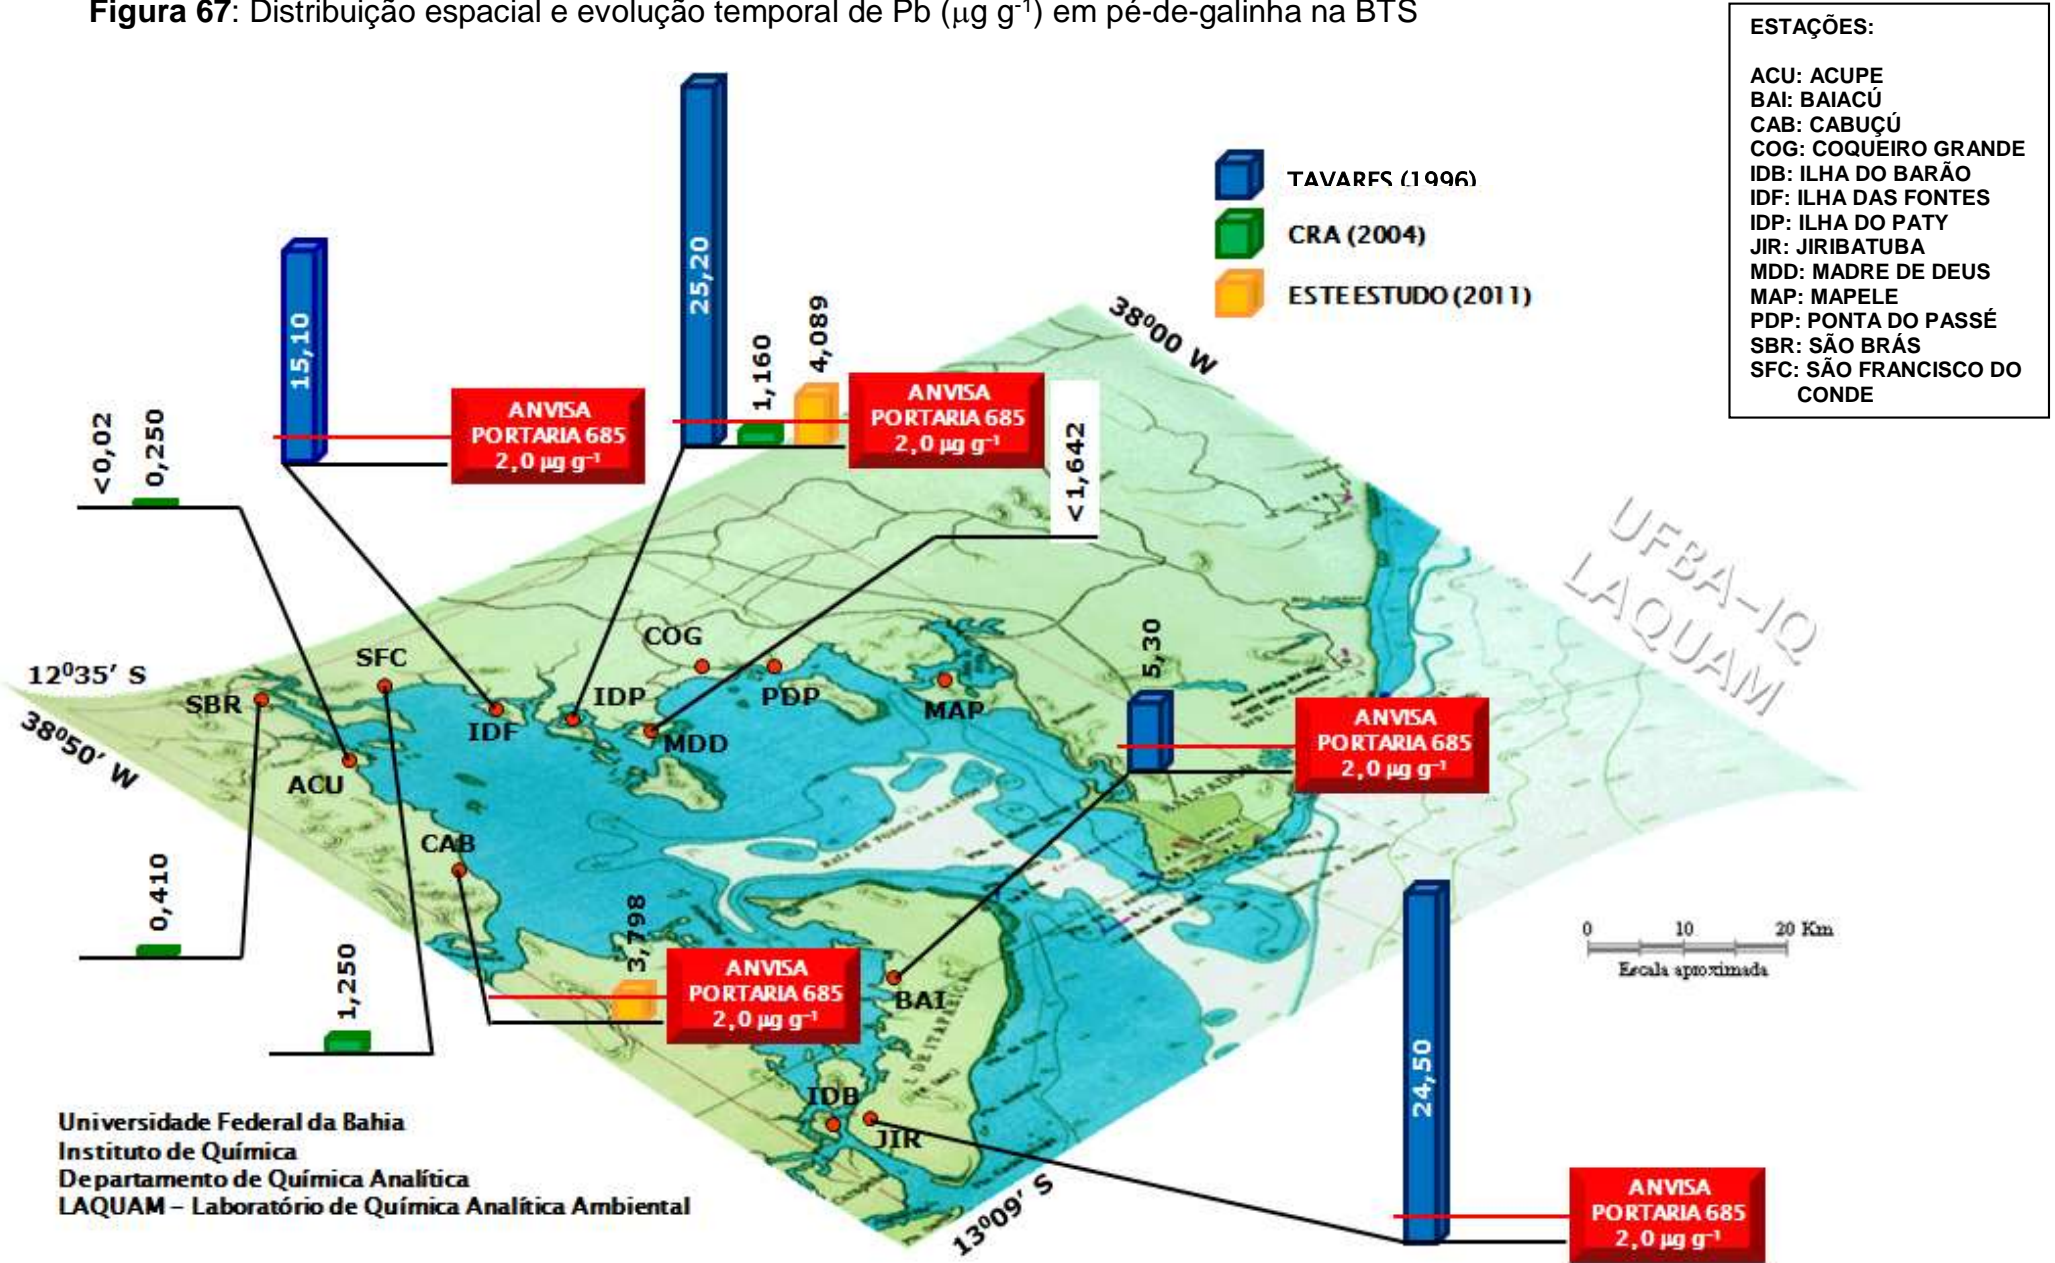 Figura 67: Distribuição espacial e evolução temporal de Pb (μg g⁻¹) em pé-de-galinha na BTS
ESTAÇÕES:
ACU: ACUPE
BAI: BAIACÚ
CAB: CABUÇÚ
COG: COQUEIRO GRANDE
IDB: ILHA DO BARÃO
IDF: ILHA DAS FONTES
IDP: ILHA DO PATY
JIR: JIRIBATUBA
MDD: MADRE DE DEUS
MAP: MAPELE
PDP: PONTA DO PASSÉ
SBR: SÃO BRÁS
SFC: SÃO FRANCISCO DO
CONDE
TAVARES (1996)
CRA (2004)
ESTE ESTUDO (2011)
15,10
ANVISA
PORTARIA 685
2,0 μg g⁻¹
25,20
1,160
4,089
ANVISA
PORTARIA 685
2,0 μg g⁻¹
38⁰00 W
<0,02
0,250
<1,642
UFBA-IQ
LAQUAM
12⁰35’ S
38⁰50’ W
SBR
SFC
ACU
IDF
IDP
COG
MDD
PDP
MAP
CAB
5,30
ANVISA
PORTARIA 685
2,0 μg g⁻¹
SALVADOR
0,410
1,250
3,798
ANVISA
PORTARIA 685
2,0 μg g⁻¹
BAI
I. DE ITAPARICA
IDB
JIR
24,50
ANVISA
PORTARIA 685
2,0 μg g⁻¹
0 10 20 Km
Escala aproximada
13⁰09’ S
Universidade Federal da Bahia
Instituto de Química
Departamento de Química Analítica
LAQUAM – Laboratório de Química Analítica Ambiental